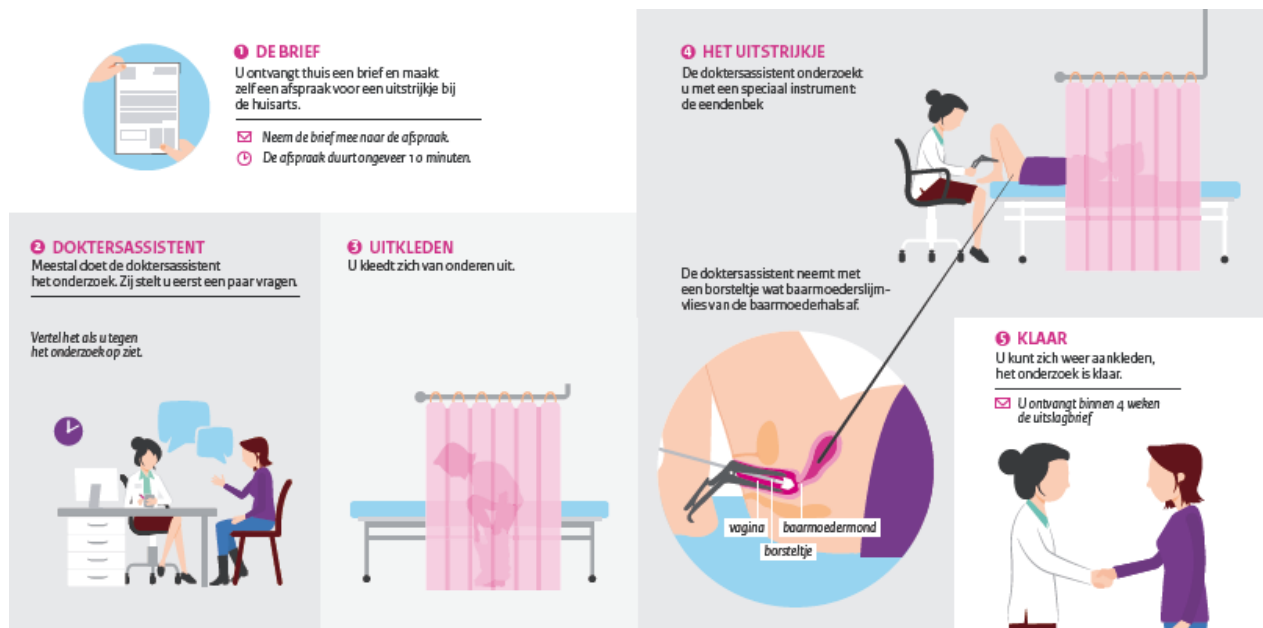 1 DE BRIEF
U ontvangt thuis een brief en maakt
zelf een afspraak voor een uitstrijkje bij
de huisarts.
Neem de brief mee naar de afspraak.
De afspraak duurt ongeveer 10 minuten.
2 DOKTERSASSISTENT
Meestal doet de doktersassistent
het onderzoek. Zij stelt u eerst een paar vragen.
Vertel het als u tegen
het onderzoek op ziet.
3 UITKLEDEN
U kleedt zich van onderen uit.
4 HET UITSTRIJKJE
De doktersassistent onderzoekt
u met een speciaal instrument:
de eendenbek
De doktersassistent neemt met
een borsteltje wat baarmoederslijm-
vlies van de baarmoederhals af.
vagina
baarmoedermond
borsteltje
5 KLAAR
U kunt zich weer aankleden,
het onderzoek is klaar.
U ontvangt binnen 4 weken
de uitslagbrief